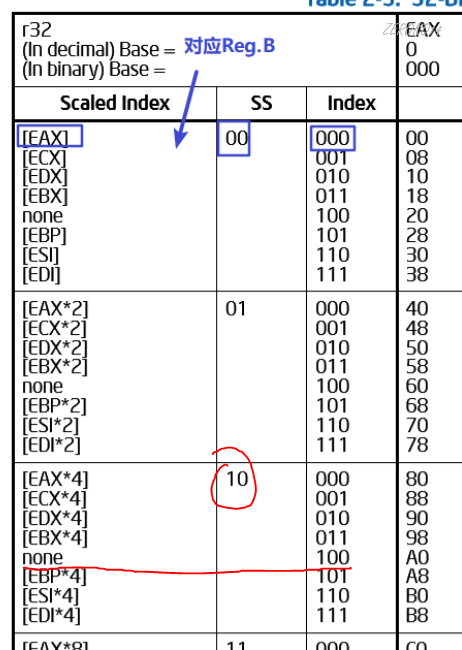 Table 2-3. 32-Bi
r32 EAX
(In decimal) Base = 对应Reg.B 0
(In binary) Base = 000
Scaled Index SS Index
[EAX] 00 000 00
[ECX] 001 08
[EDX] 010 10
[EBX] 011 18
none 100 20
[EBP] 101 28
[ESI] 110 30
[EDI] 111 38
[EAX*2] 01 000 40
[ECX*2] 001 48
[EDX*2] 010 50
[EBX*2] 011 58
none 100 60
[EBP*2] 101 68
[ESI*2] 110 70
[EDI*2] 111 78
[EAX*4] 10 000 80
[ECX*4] 001 88
[EDX*4] 010 90
[EBX*4] 011 98
none 100 A0
[EBP*4] 101 A8
[ESI*4] 110 B0
[EDI*4] 111 B8
[EAX*8] 11 000 C0